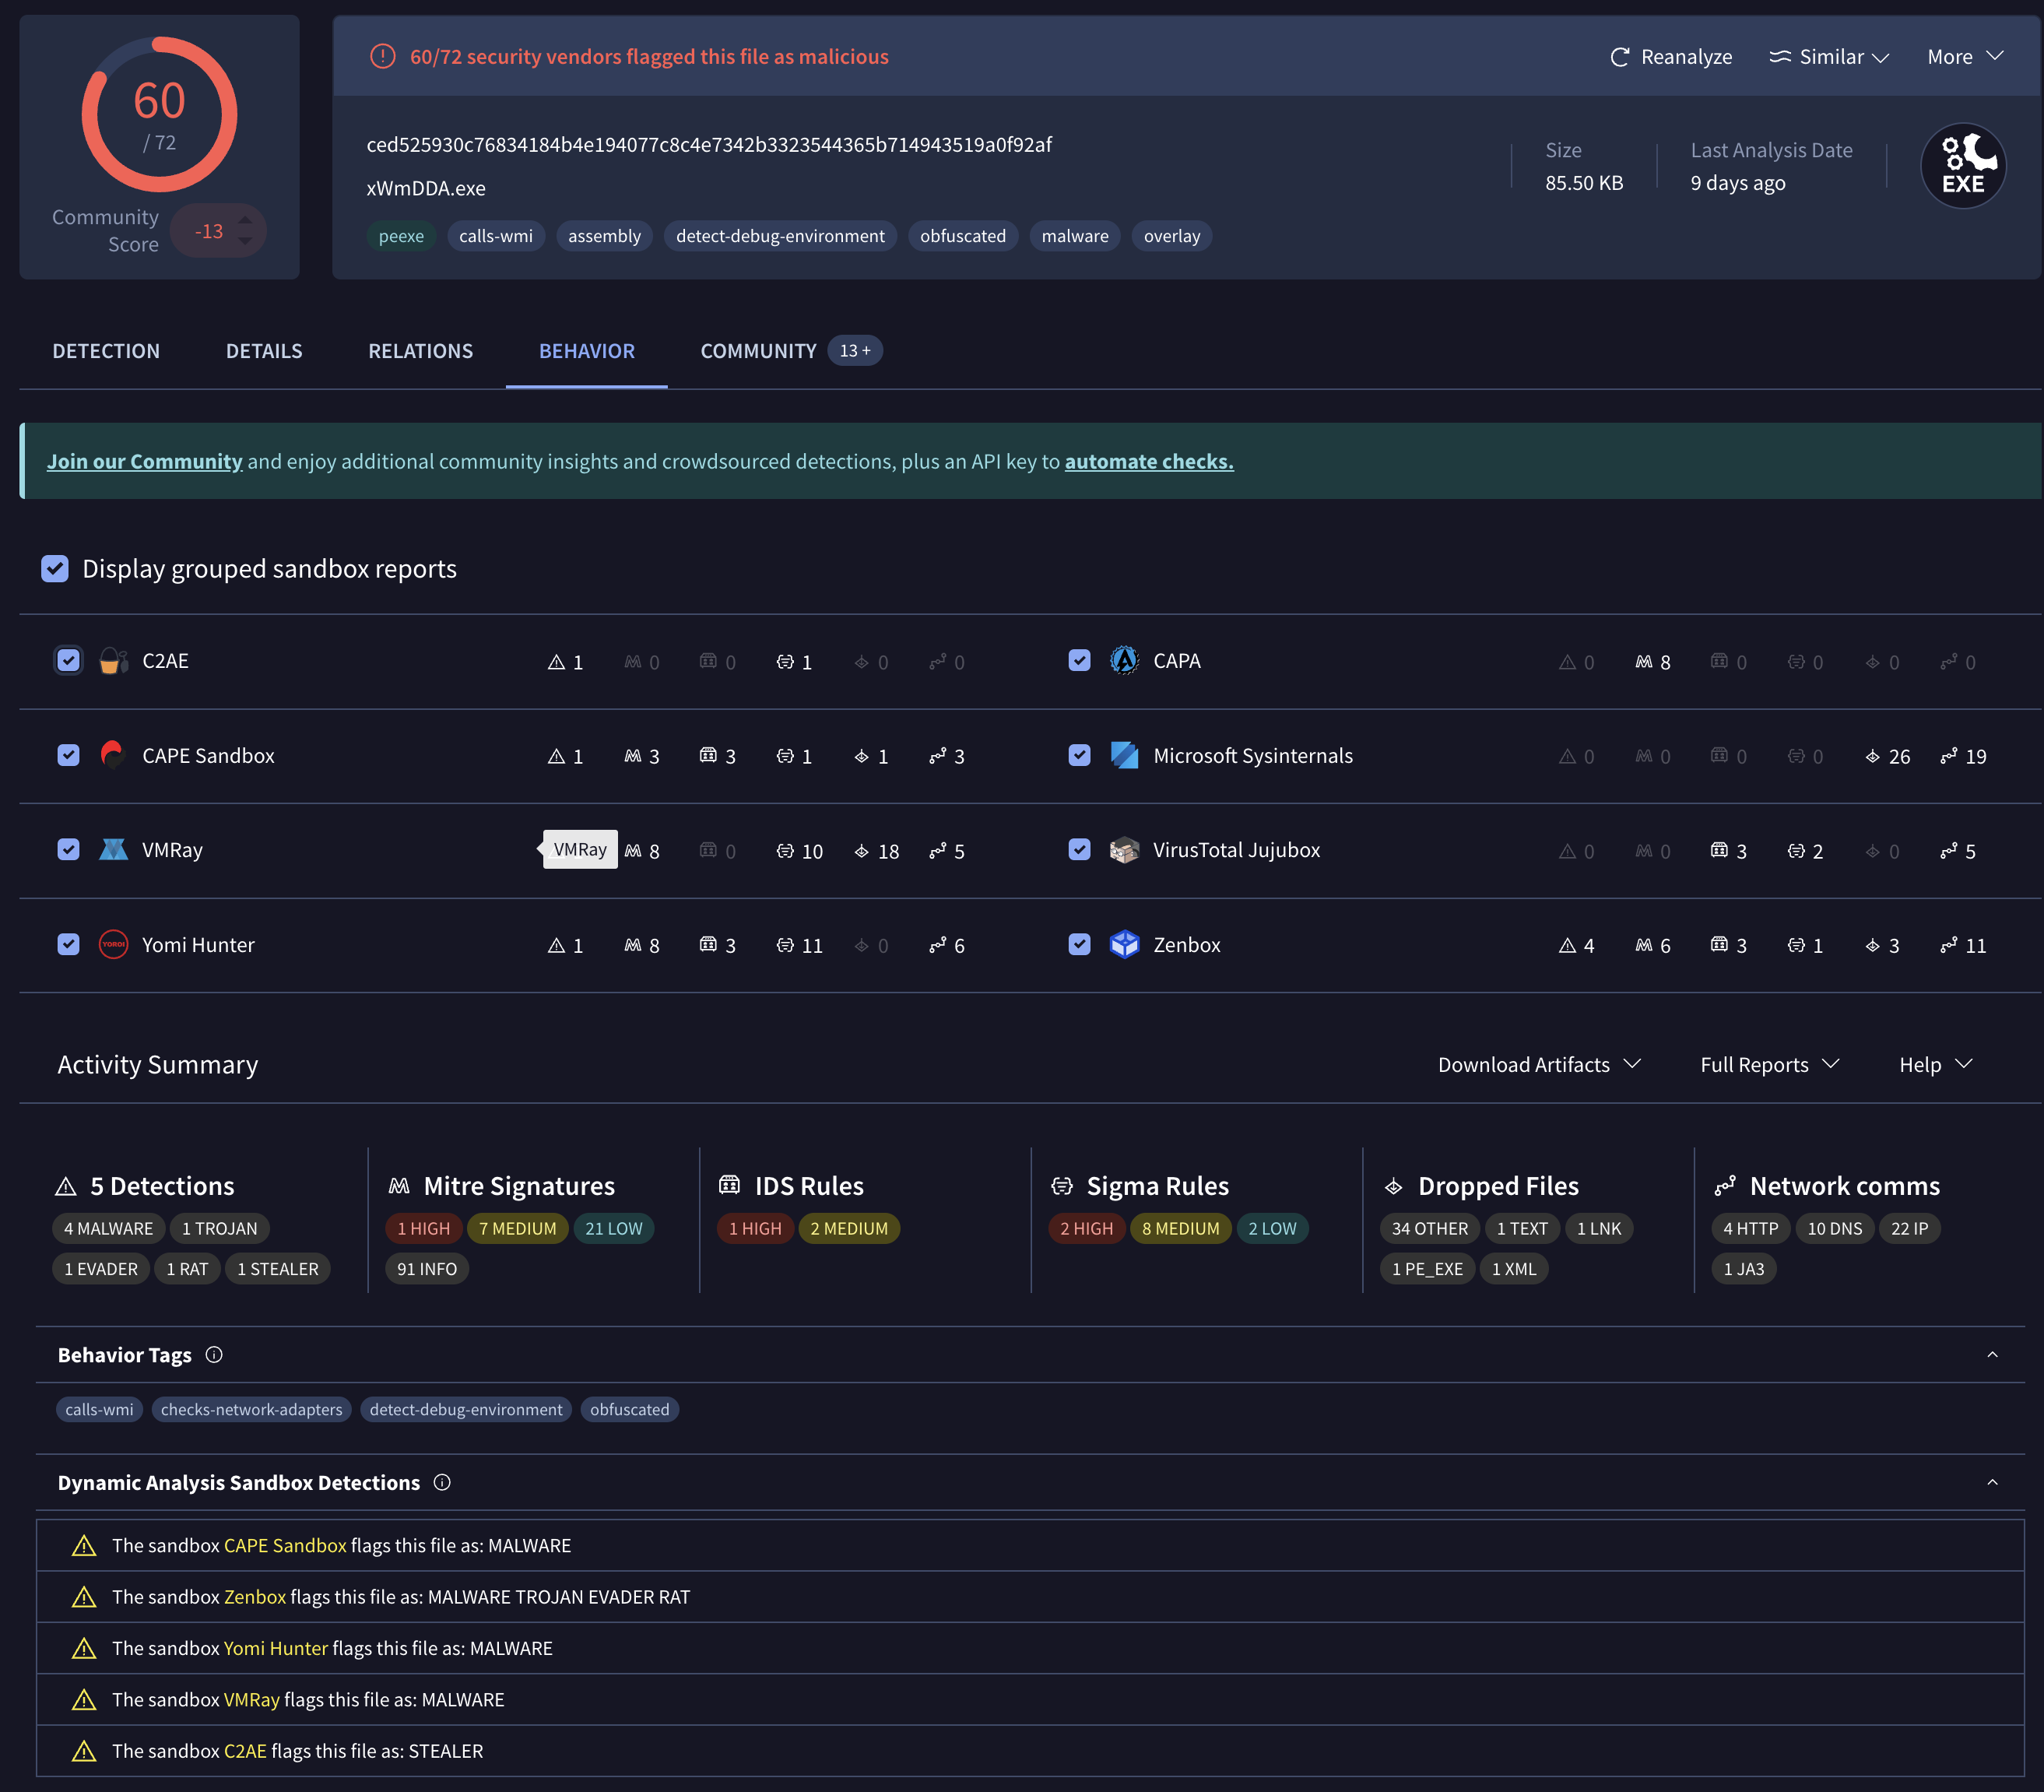 60
/ 72
Community
Score
-13
60/72 security vendors flagged this file as malicious
Reanalyze
Similar
More
ced525930c76834184b4e194077c8c4e7342b3323544365b714943519a0f92af
xWmDDA.exe
peexe calls-wmi assembly detect-debug-environment obfuscated malware overlay
Size
85.50 KB
Last Analysis Date
9 days ago
EXE
DETECTION DETAILS RELATIONS BEHAVIOR COMMUNITY 13 +
Join our Community and enjoy additional community insights and crowdsourced detections, plus an API key to automate checks.
Display grouped sandbox reports
C2AE 1 0 0 1 0 0
CAPA 0 8 0 0 0 0
CAPE Sandbox 1 3 3 1 1 3
Microsoft Sysinternals 0 0 0 0 26 19
VMRay VMRay 8 0 10 18 5
VirusTotal Jujubox 0 0 3 2 0 5
YOROI Yomi Hunter 1 8 3 11 0 6
Zenbox 4 6 3 1 3 11
Activity Summary
Download Artifacts Full Reports Help
5 Detections
4 MALWARE 1 TROJAN
1 EVADER 1 RAT 1 STEALER
Mitre Signatures
1 HIGH 7 MEDIUM 21 LOW
91 INFO
IDS Rules
1 HIGH 2 MEDIUM
Sigma Rules
2 HIGH 8 MEDIUM 2 LOW
Dropped Files
34 OTHER 1 TEXT 1 LNK
1 PE_EXE 1 XML
Network comms
4 HTTP 10 DNS 22 IP
1 JA3
Behavior Tags
calls-wmi checks-network-adapters detect-debug-environment obfuscated
Dynamic Analysis Sandbox Detections
The sandbox CAPE Sandbox flags this file as: MALWARE
The sandbox Zenbox flags this file as: MALWARE TROJAN EVADER RAT
The sandbox Yomi Hunter flags this file as: MALWARE
The sandbox VMRay flags this file as: MALWARE
The sandbox C2AE flags this file as: STEALER